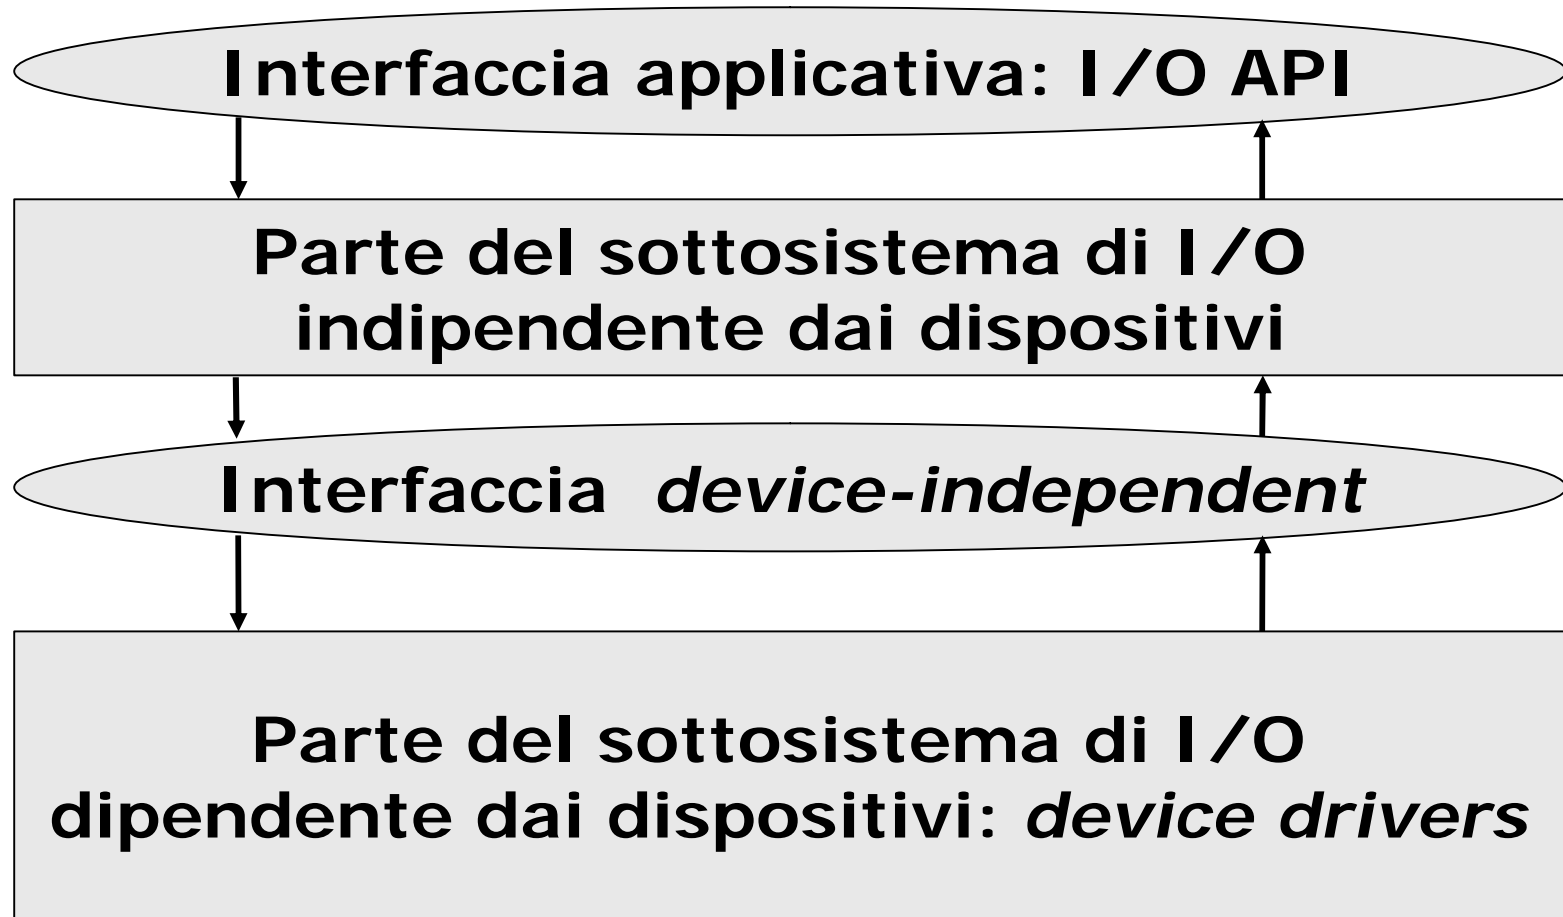 Interfaccia applicativa: I/O API
Parte del sottosistema di I/O
indipendente dai dispositivi
Interfaccia device-independent
Parte del sottosistema di I/O
dipendente dai dispositivi: device drivers